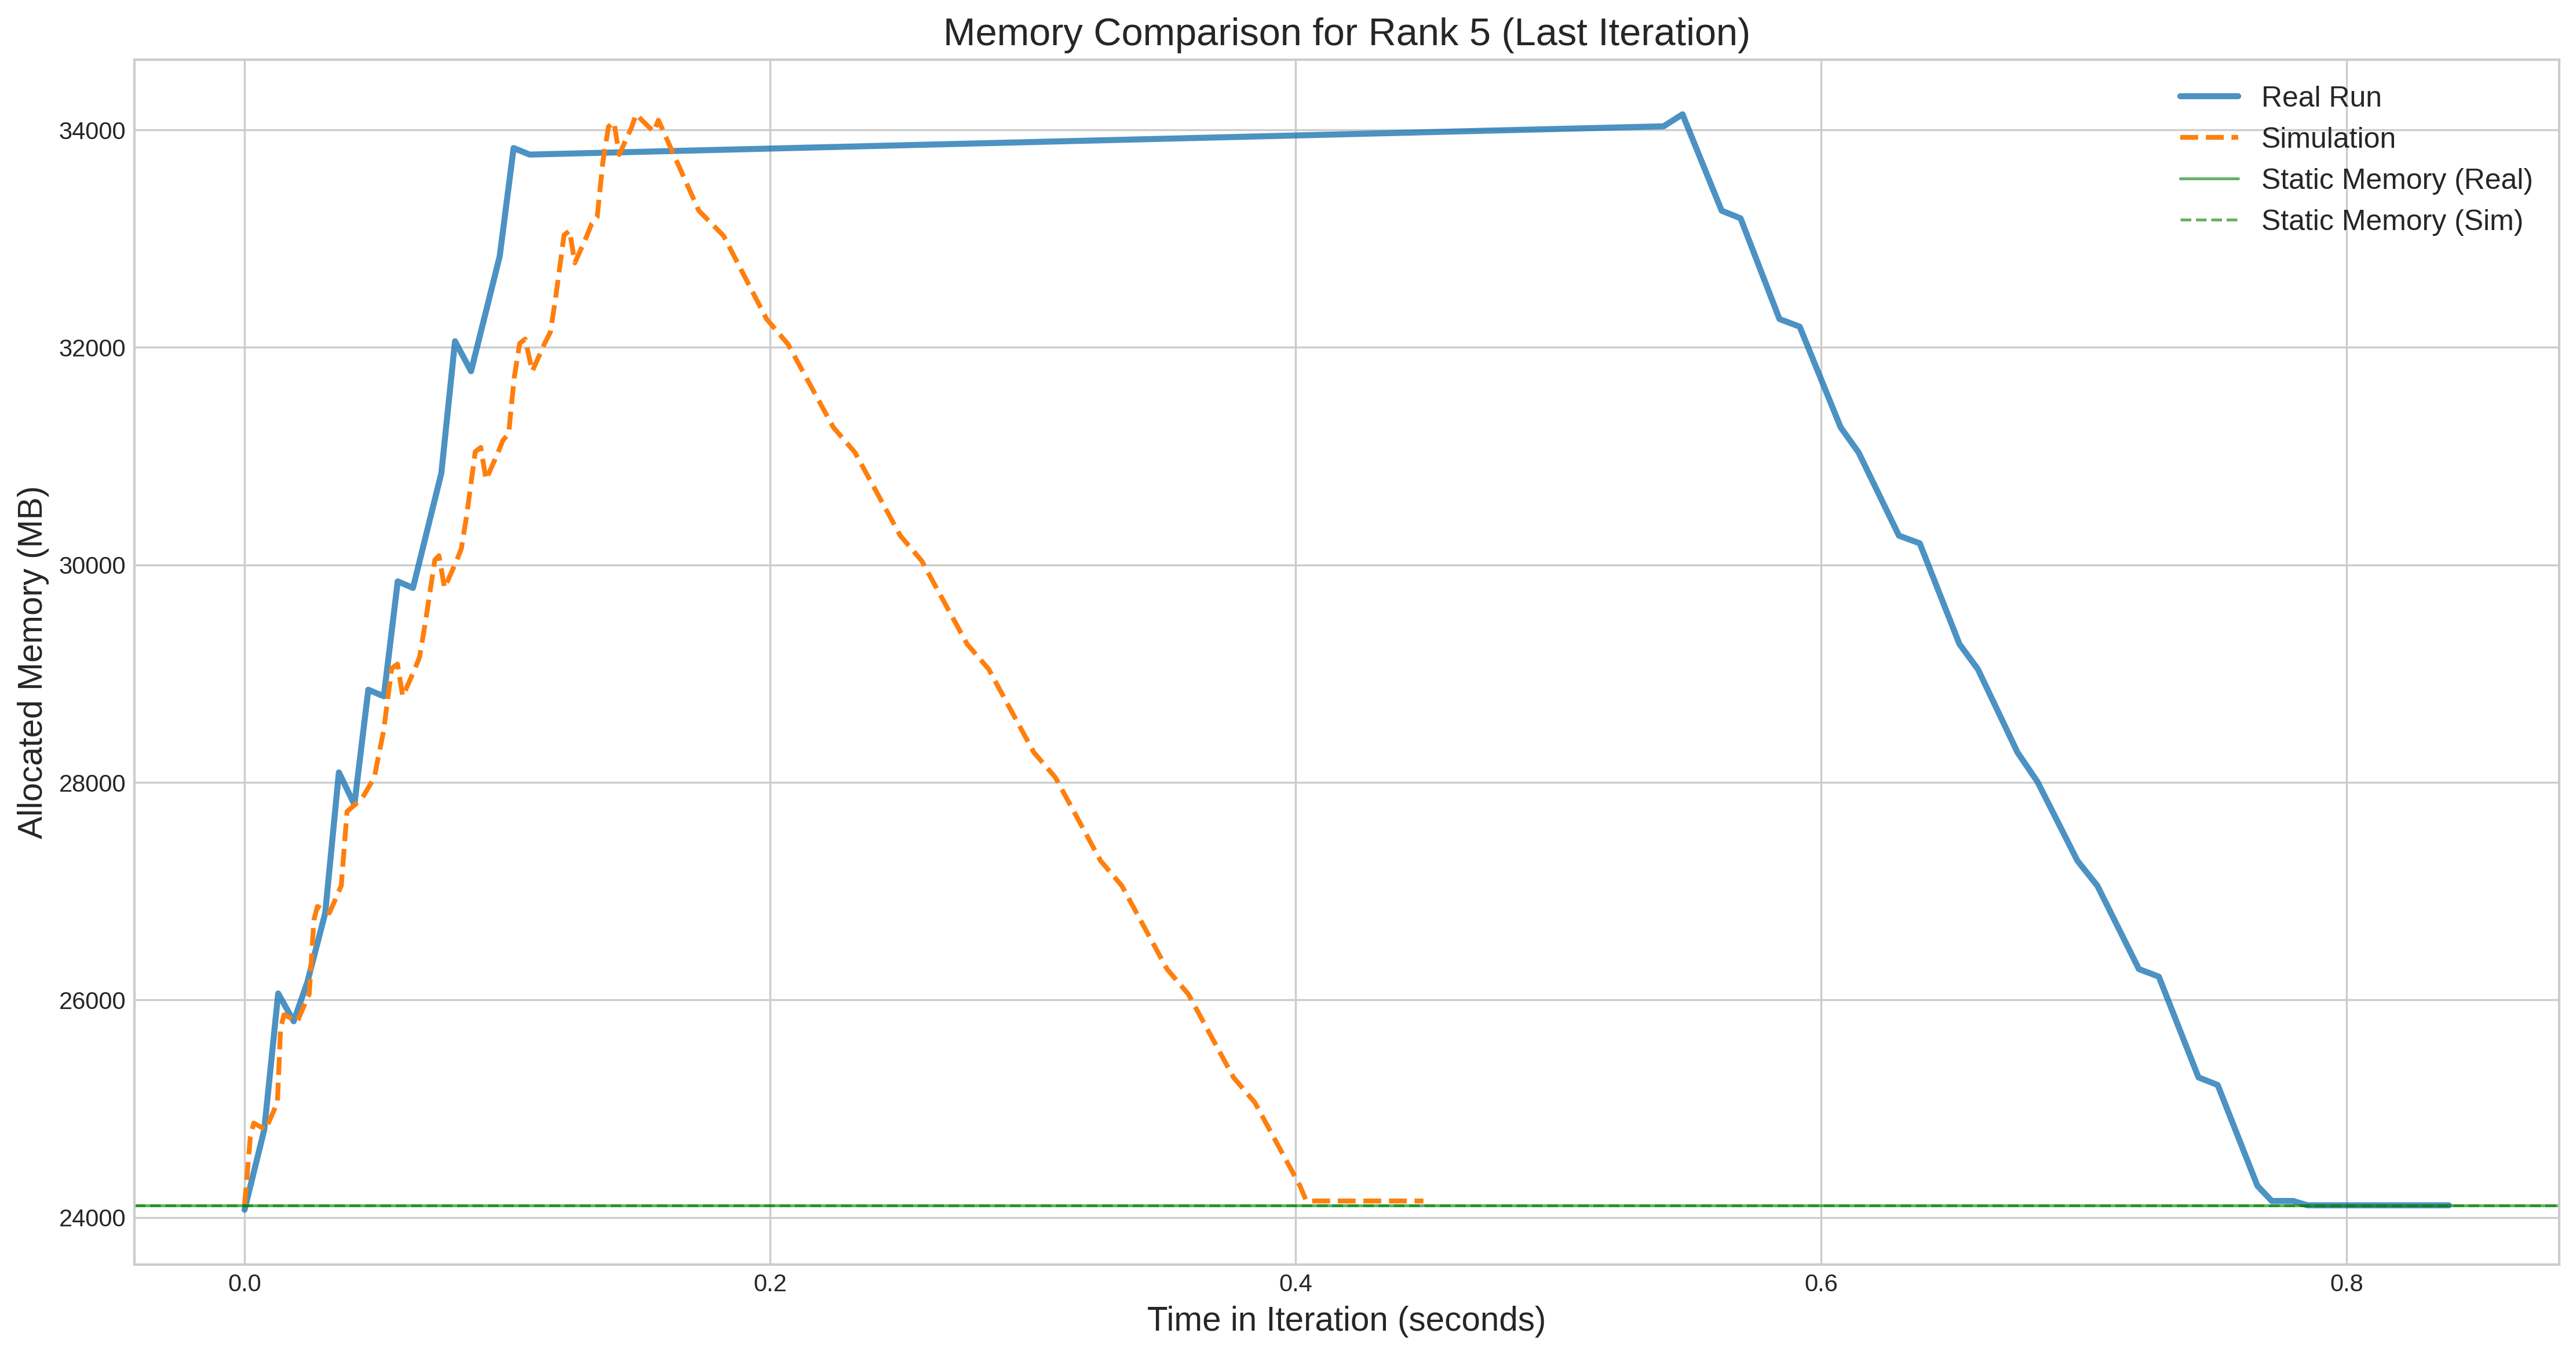 Memory Comparison for Rank 5 (Last Iteration)
Real Run
Simulation
Static Memory (Real)
Static Memory (Sim)
Allocated Memory (MB)
34000
32000
30000
28000
26000
24000
0.0 0.2 0.4 0.6 0.8
Time in Iteration (seconds)